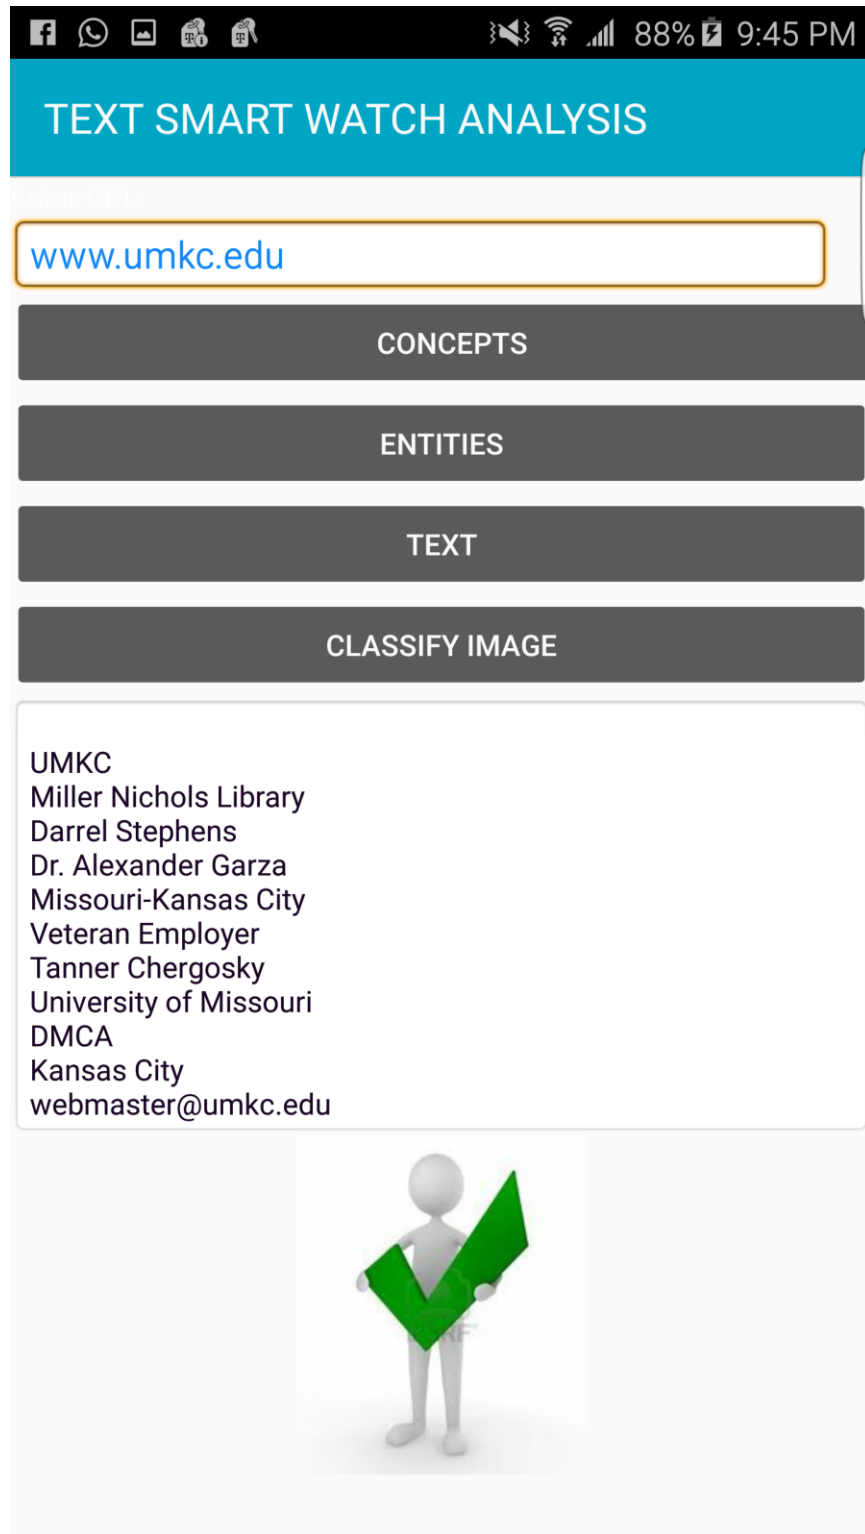 88% 9:45 PM
TEXT SMART WATCH ANALYSIS
Enter URL
www.umkc.edu
CONCEPTS
ENTITIES
TEXT
CLASSIFY IMAGE
UMKC
Miller Nichols Library
Darrel Stephens
Dr. Alexander Garza
Missouri-Kansas City
Veteran Employer
Tanner Chergosky
University of Missouri
DMCA
Kansas City
webmaster@umkc.edu